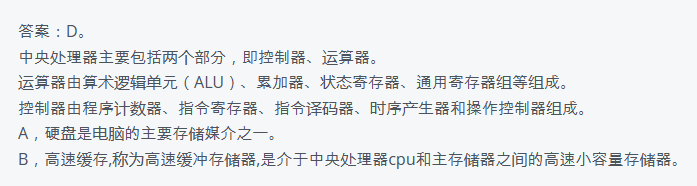 答案：D。
中央处理器主要包括两个部分，即控制器、运算器。
运算器由算术逻辑单元（ALU）、累加器、状态寄存器、通用寄存器组等组成。
控制器由程序计数器、指令寄存器、指令译码器、时序产生器和操作控制器组成。
A，硬盘是电脑的主要存储媒介之一。
B，高速缓存,称为高速缓冲存储器,是介于中央处理器cpu和主存储器之间的高速小容量存储器。